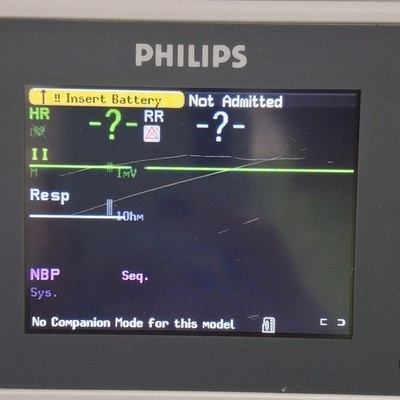 PHILIPS
!! Insert Battery Not Admitted
HR -?- RR -?-
II
M 1mV
Resp
1Ohm
NBP Seq.
Sys.
No Companion Mode for this model